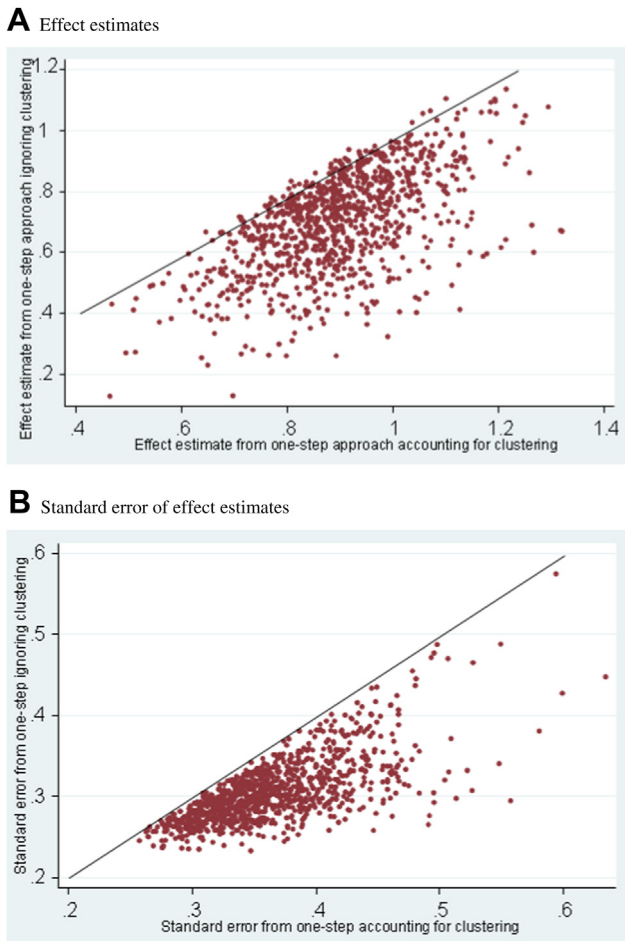 A Effect estimates
Effect estimate from one-step approach ignoring clustering
1.2
1
.8
.6
.4
.2
.4 .6 .8 1 1.2 1.4
Effect estimate from one-step approach accounting for clustering
B Standard error of effect estimates
Standard error from one-step ignoring clustering
.6
.5
.4
.3
.2
.2 .3 .4 .5 .6
Standard error from one-step accounting for clustering